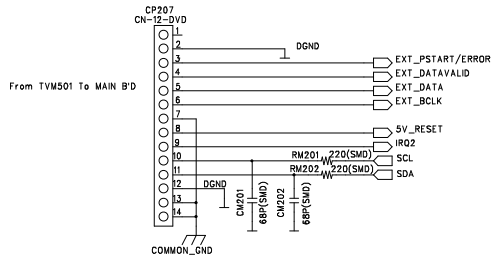 CP207
CN-12-DVD
1
2 DGND
3 EXT_PSTART/ERROR
4 EXT_DATAVALID
From TVM501 To MAIN B'D
5 EXT_DATA
6 EXT_BCLK
7
8 5V_RESET
9 IRQ2
10 RM201 220(SMD) SCL
11 RM202 220(SMD) SDA
12 DGND
13
14
CM201
68P(SMD)
CM202
68P(SMD)
COMMON_GND